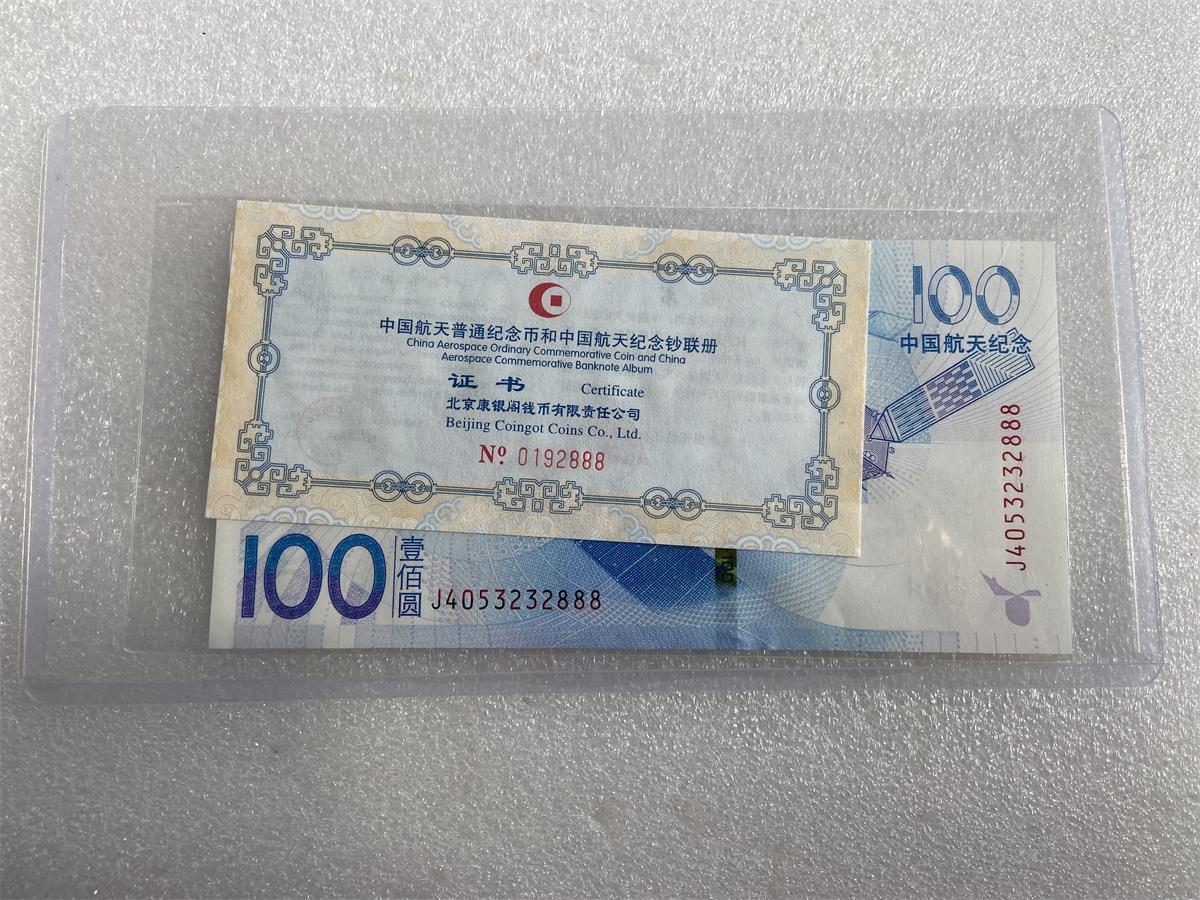 中国航天普通纪念币和中国航天纪念钞联册
China Aerospace Ordinary Commemorative Coin and China
Aerospace Commemorative Banknote Album
证书 Certificate
北京康银阁钱币有限责任公司
Beijing Coingot Coins Co., Ltd.
Nº 0192888
100
中国航天纪念
J4053232888
100
壹佰圆
J4053232888
100